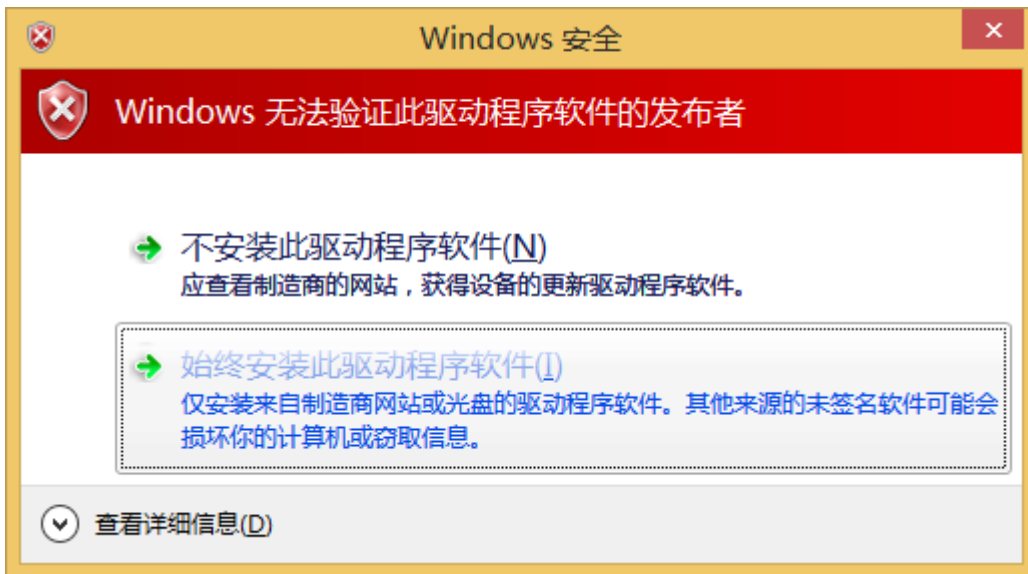 Windows 安全
Windows 无法验证此驱动程序软件的发布者
不安装此驱动程序软件(N)
应查看制造商的网站，获得设备的更新驱动程序软件。
始终安装此驱动程序软件(I)
仅安装来自制造商网站或光盘的驱动程序软件。其他来源的未签名软件可能会
损坏你的计算机或窃取信息。
查看详细信息(D)